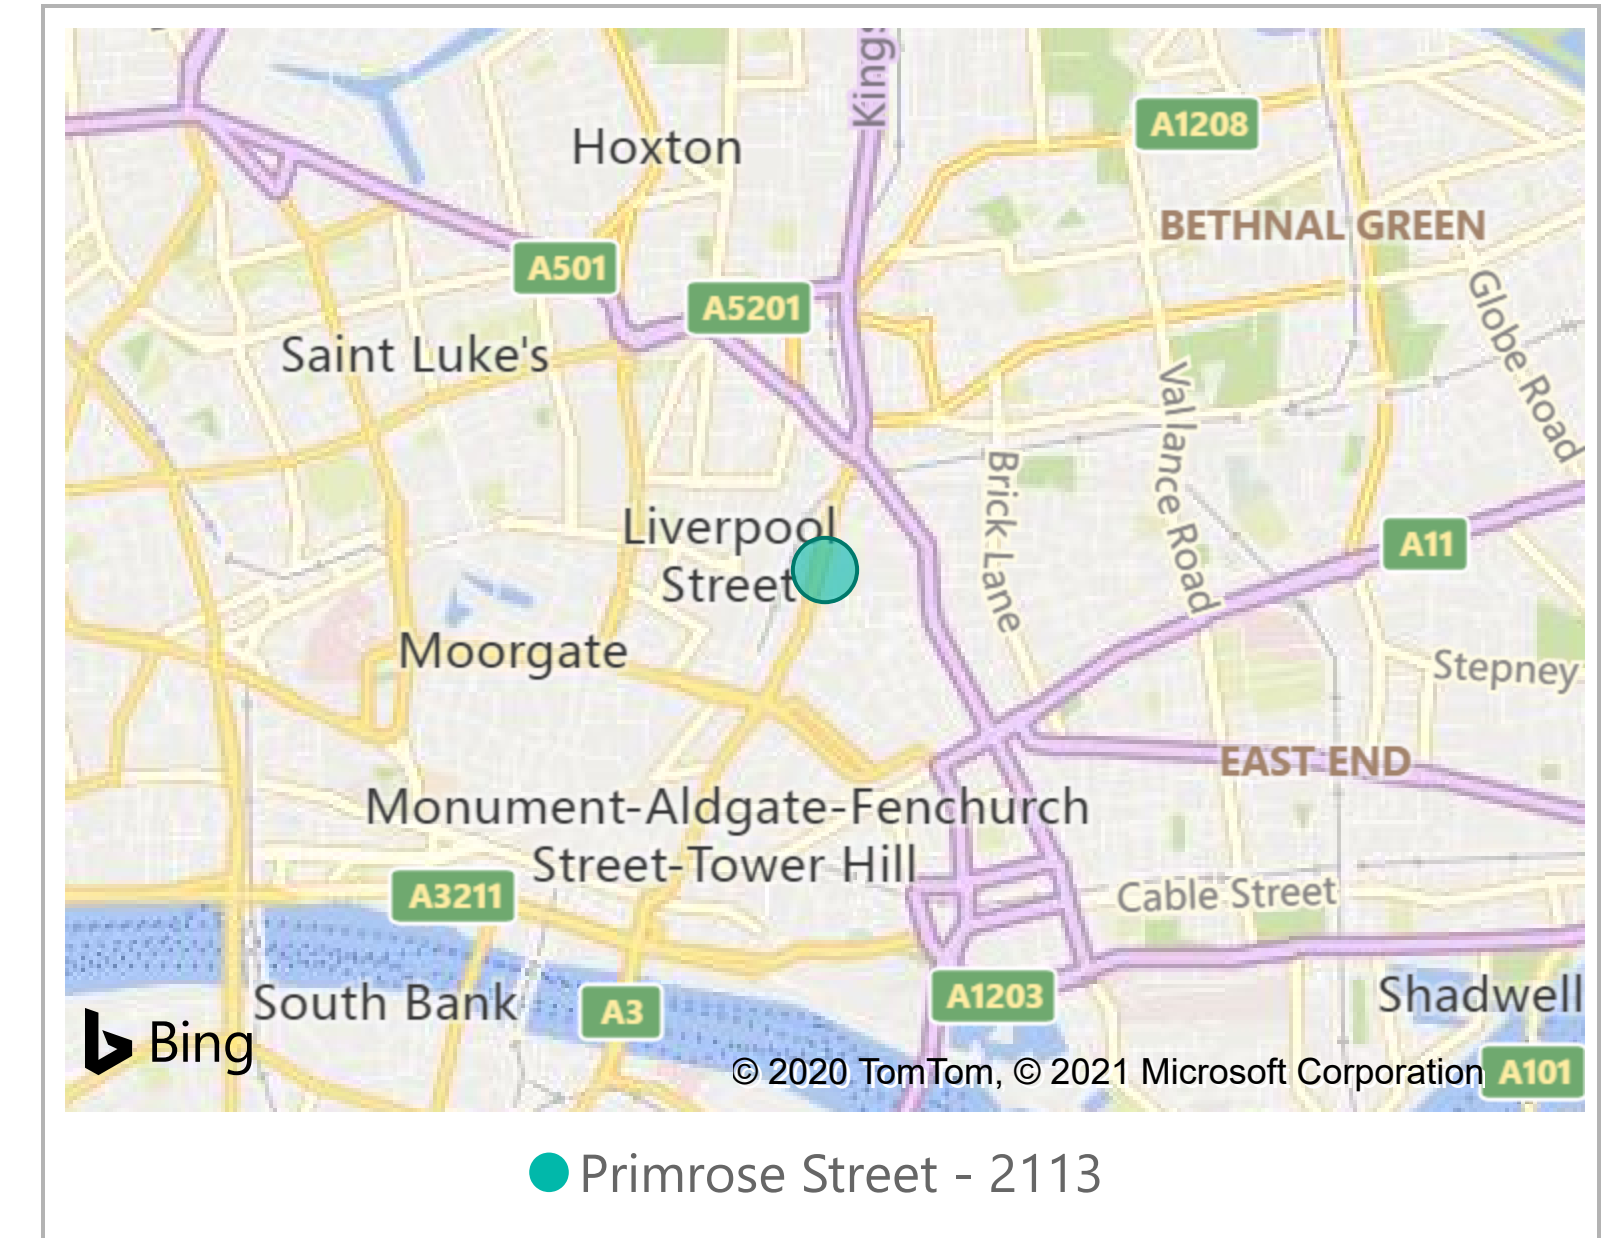 Kings
A1208
Hoxton
BETHNAL GREEN
A501
A5201
Globe Road
Saint Luke's
Vallance Road
Brick Lane
Liverpool
Street
A11
Moorgate
Stepney
EAST END
Monument-Aldgate-Fenchurch
Street-Tower Hill
A3211
Cable Street
South Bank
A3
A1203
Shadwell
Bing
© 2020 TomTom, © 2021 Microsoft Corporation
A101
Primrose Street - 2113